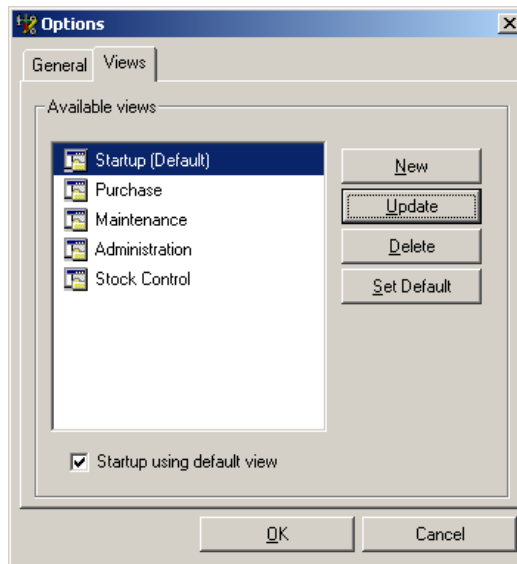 Options
General Views
Available views
Startup (Default)
Purchase
Maintenance
Administration
Stock Control
New
Update
Delete
Set Default
Startup using default view
OK Cancel